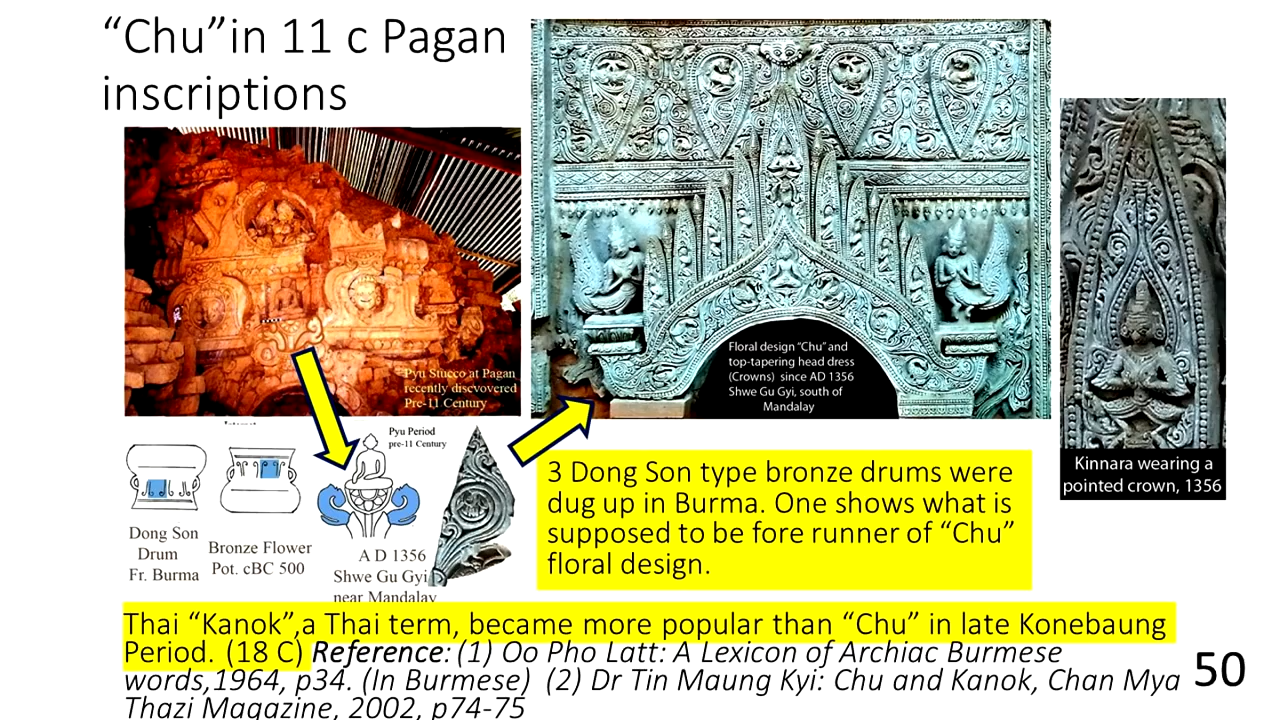 “Chu”in 11 c Pagan
inscriptions
Pyu Stucco at Pagan
recently discvovered
Pre-11 Century
Floral design “Chu” and
top-tapering head dress
(Crowns) since AD 1356
Shwe Gu Gyi, south of
Mandalay
Kinnara wearing a
pointed crown, 1356
Pyu Period
pre-11 Century
Dong Son
Drum
Fr. Burma
Bronze Flower
Pot. cBC 500
A D 1356
Shwe Gu Gyi
near Mandalay
3 Dong Son type bronze drums were
dug up in Burma. One shows what is
supposed to be fore runner of “Chu”
floral design.
Thai “Kanok”,a Thai term, became more popular than “Chu” in late Konebaung
Period. (18 C) Reference: (1) Oo Pho Latt: A Lexicon of Archiac Burmese
words,1964, p34. (In Burmese) (2) Dr Tin Maung Kyi: Chu and Kanok, Chan Mya
Thazi Magazine, 2002, p74-75
50